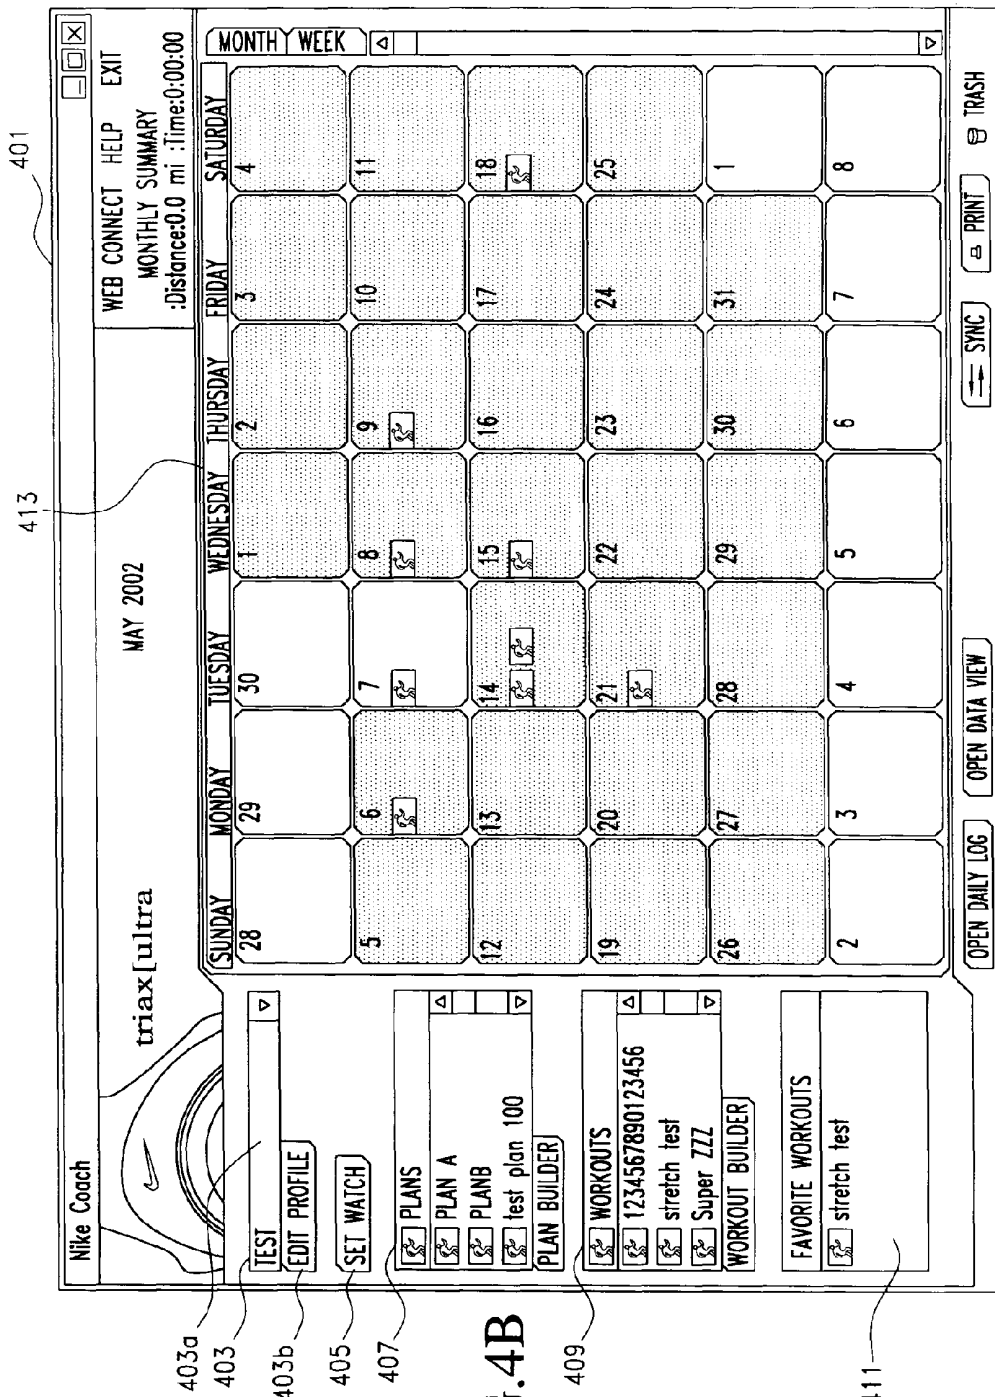 401
413
Nike Coach
triax[ultra
MAY 2002
WEB CONNECT HELP EXIT
MONTHLY SUMMARY
:Distance:0.0 mi :Time:0:00:00
403a
403
403b
405
407
409
411
TEST
EDIT PROFILE
SET WATCH
PLANS
PLAN A
PLANB
test plan 100
PLAN BUILDER
WORKOUTS
1234567890123456
stretch test
Super ZZZ
WORKOUT BUILDER
FAVORITE WORKOUTS
stretch test
SUNDAY MONDAY TUESDAY WEDNESDAY THURSDAY FRIDAY SATURDAY
28 29 30 1 2 3 4
5 6 7 8 9 10 11
12 13 14 15 16 17 18
19 20 21 22 23 24 25
26 27 28 29 30 31 1
2 3 4 5 6 7 8
MONTH WEEK
OPEN DAILY LOG OPEN DATA VIEW SYNC PRINT TRASH
.4B